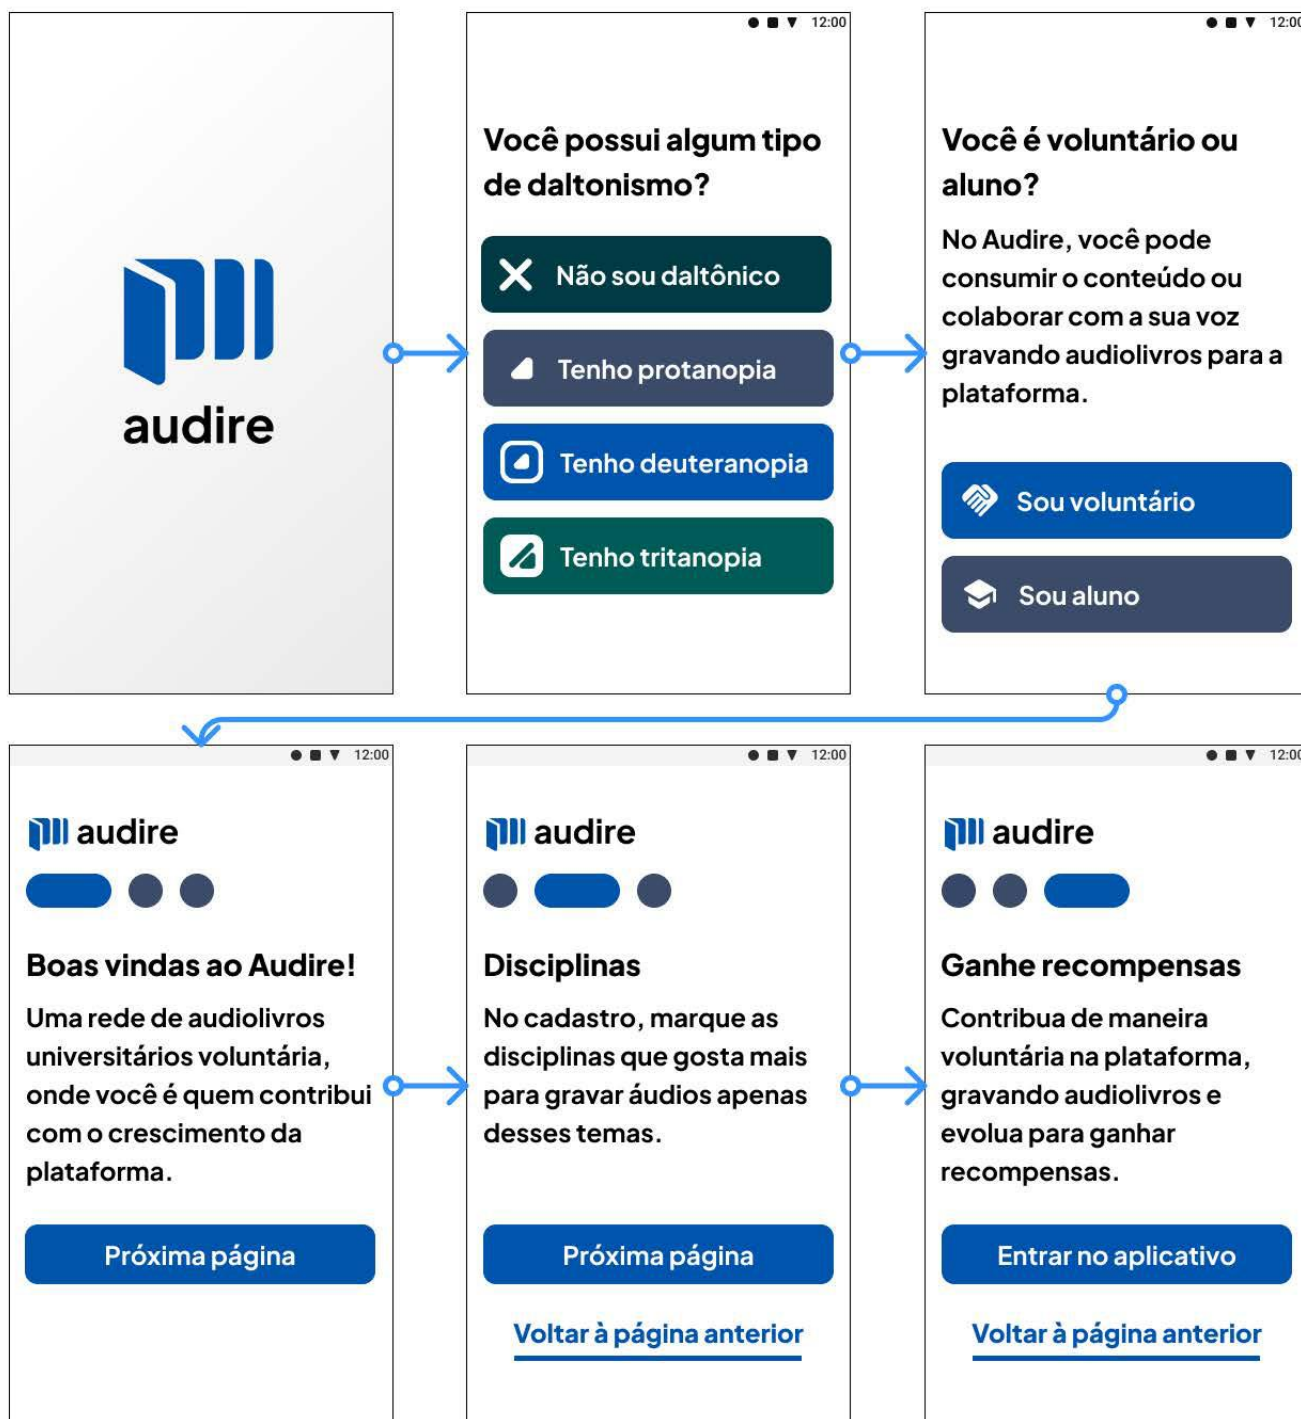 audire
12:00
Você possui algum tipo
de daltonismo?
Não sou daltônico
Tenho protanopia
Tenho deuteranopia
Tenho tritanopia
12:00
Você é voluntário ou
aluno?
No Audire, você pode
consumir o conteúdo ou
colaborar com a sua voz
gravando audiolivros para a
plataforma.
Sou voluntário
Sou aluno
12:00
audire
Boas vindas ao Audire!
Uma rede de audiolivros
universitários voluntária,
onde você é quem contribui
com o crescimento da
plataforma.
Próxima página
12:00
audire
Disciplinas
No cadastro, marque as
disciplinas que gosta mais
para gravar áudios apenas
desses temas.
Próxima página
Voltar à página anterior
12:00
audire
Ganhe recompensas
Contribua de maneira
voluntária na plataforma,
gravando audiolivros e
evolua para ganhar
recompensas.
Entrar no aplicativo
Voltar à página anterior